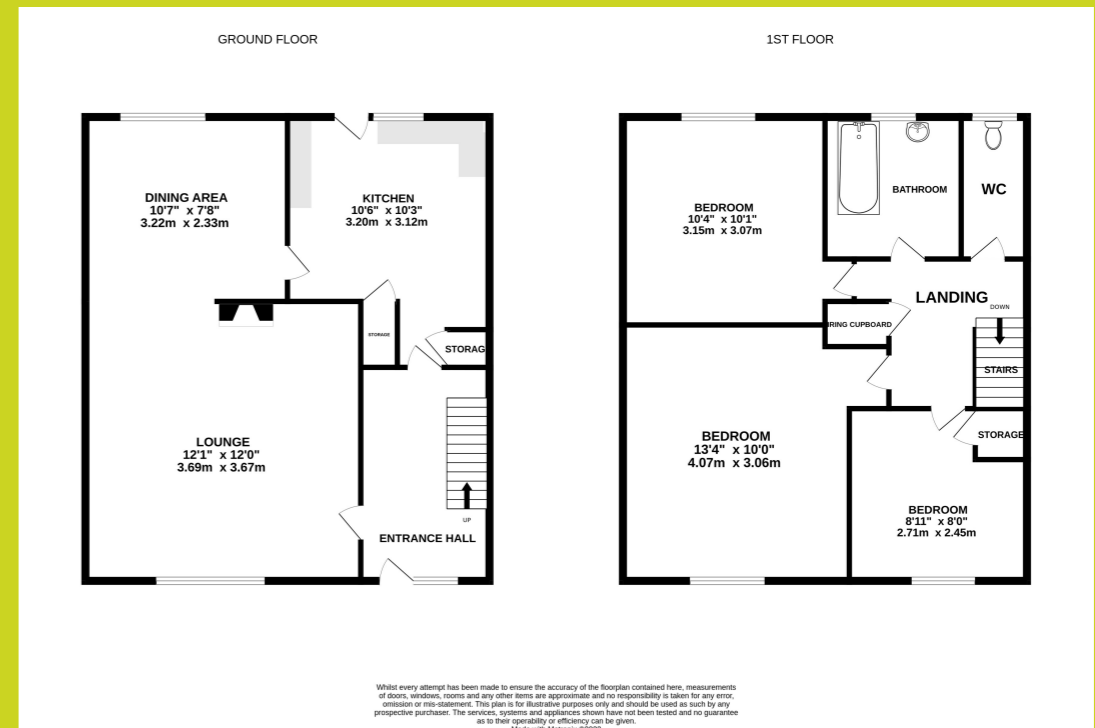 GROUND FLOOR
1ST FLOOR
DINING AREA
10'7" x 7'8"
3.22m x 2.33m
KITCHEN
10'6" x 10'3"
3.20m x 3.12m
STORAGE
STORAG
LOUNGE
12'1" x 12'0"
3.69m x 3.67m
UP
ENTRANCE HALL
BEDROOM
10'4" x 10'1"
3.15m x 3.07m
BATHROOM
WC
LANDING
DOWN
IRING CUPBOARD
STAIRS
BEDROOM
13'4" x 10'0"
4.07m x 3.06m
STORAGE
BEDROOM
8'11" x 8'0"
2.71m x 2.45m
Whilst every attempt has been made to ensure the accuracy of the floorplan contained here, measurements
of doors, windows, rooms and any other items are approximate and no responsibility is taken for any error,
omission or mis-statement. This plan is for illustrative purposes only and should be used as such by any
prospective purchaser. The services, systems and appliances shown have not been tested and no guarantee
as to their operability or efficiency can be given.